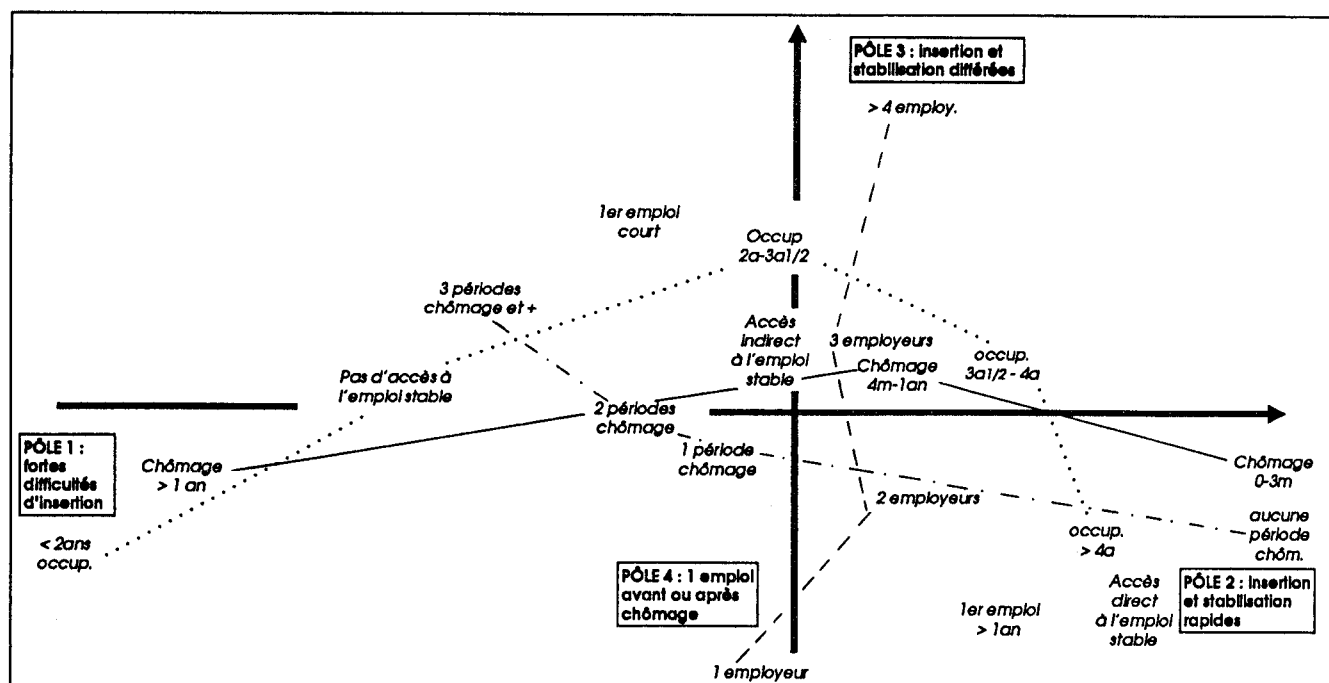 PÔLE 3 : insertion et
stabilisation différées
> 4 employ.
1er emploi
court
Occup
2a-3a1/2
3 périodes
chômage et +
Accès
indirect
à l'emploi
stable
3 employeurs
Chômage
4m-1an
occup.
3a1/2 - 4a
Pas d'accès à
l'emploi stable
2 périodes
chômage
1 période
chômage
PÔLE 1 :
fortes
difficultés
d'insertion
Chômage
> 1 an
Chômage
0-3m
2 employeurs
aucune
période
chôm.
< 2ans
occup.
occup.
> 4a
PÔLE 4 : 1 emploi
avant ou après
chômage
1er emploi
> 1an
Accès
direct
à l'emploi
stable
PÔLE 2 : insertion
et stabilisation
rapides
1 employeur